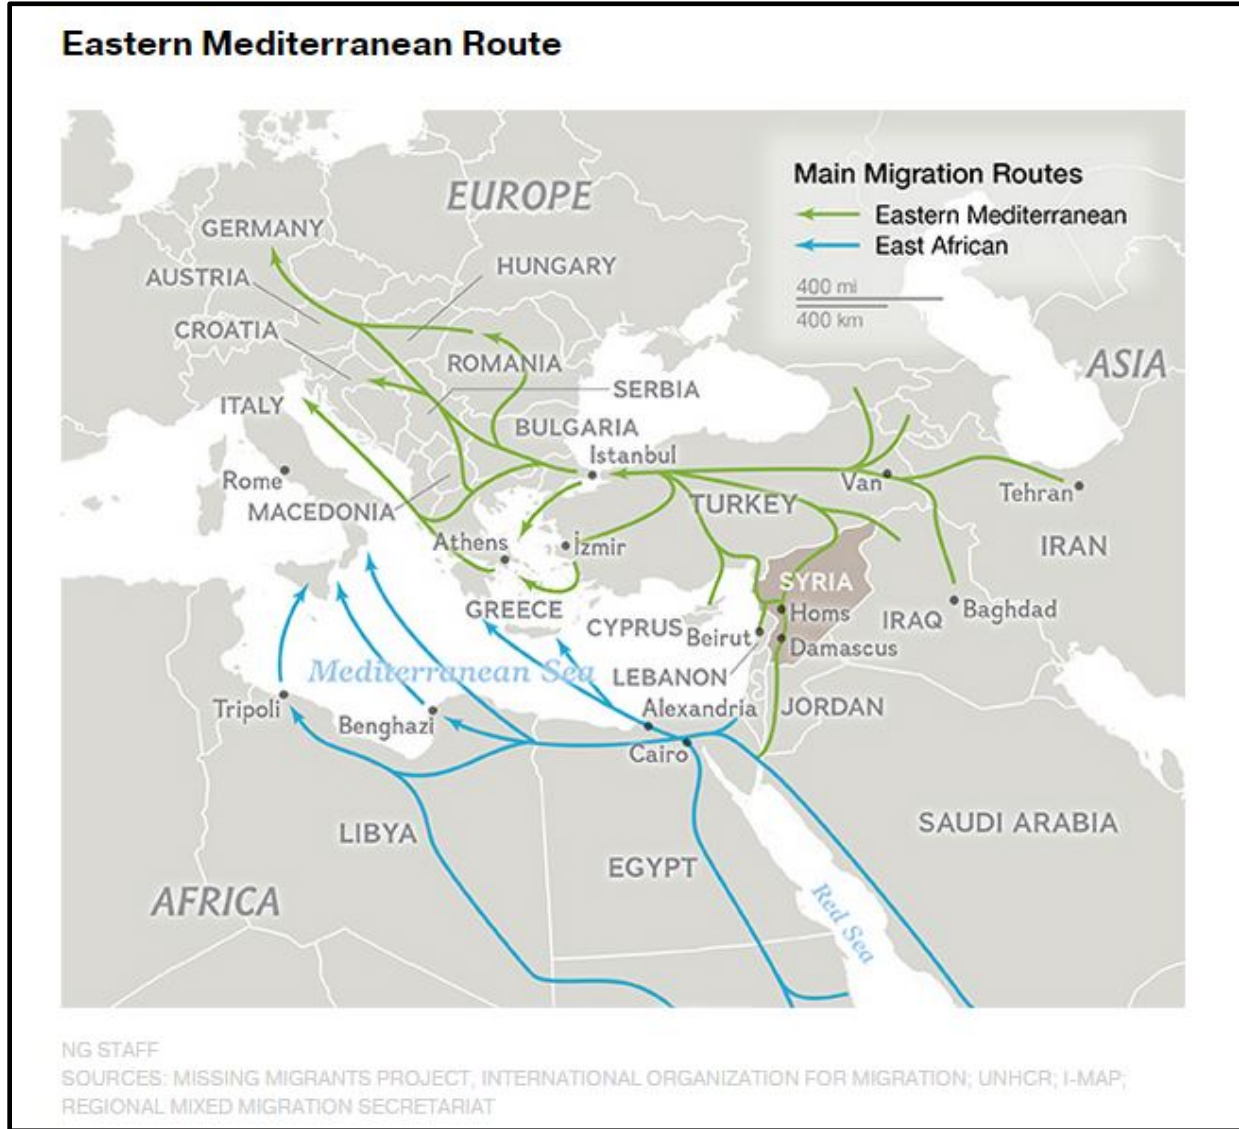 Eastern Mediterranean Route
EUROPE
Main Migration Routes
Eastern Mediterranean
East African
400 mi
400 km
GERMANY
AUSTRIA
HUNGARY
CROATIA
ROMANIA
ASIA
SERBIA
ITALY
BULGARIA
Istanbul
Rome
Van
Tehran
MACEDONIA
TURKEY
Athens
İzmir
IRAN
SYRIA
GREECE
Homs
Baghdad
CYPRUS
Beirut
IRAQ
Damascus
Mediterranean Sea
LEBANON
Tripoli
Benghazi
Alexandria
JORDAN
Cairo
LIBYA
SAUDI ARABIA
EGYPT
AFRICA
Red Sea
NG STAFF
SOURCES: MISSING MIGRANTS PROJECT, INTERNATIONAL ORGANIZATION FOR MIGRATION; UNHCR; I-MAP;
REGIONAL MIXED MIGRATION SECRETARIAT